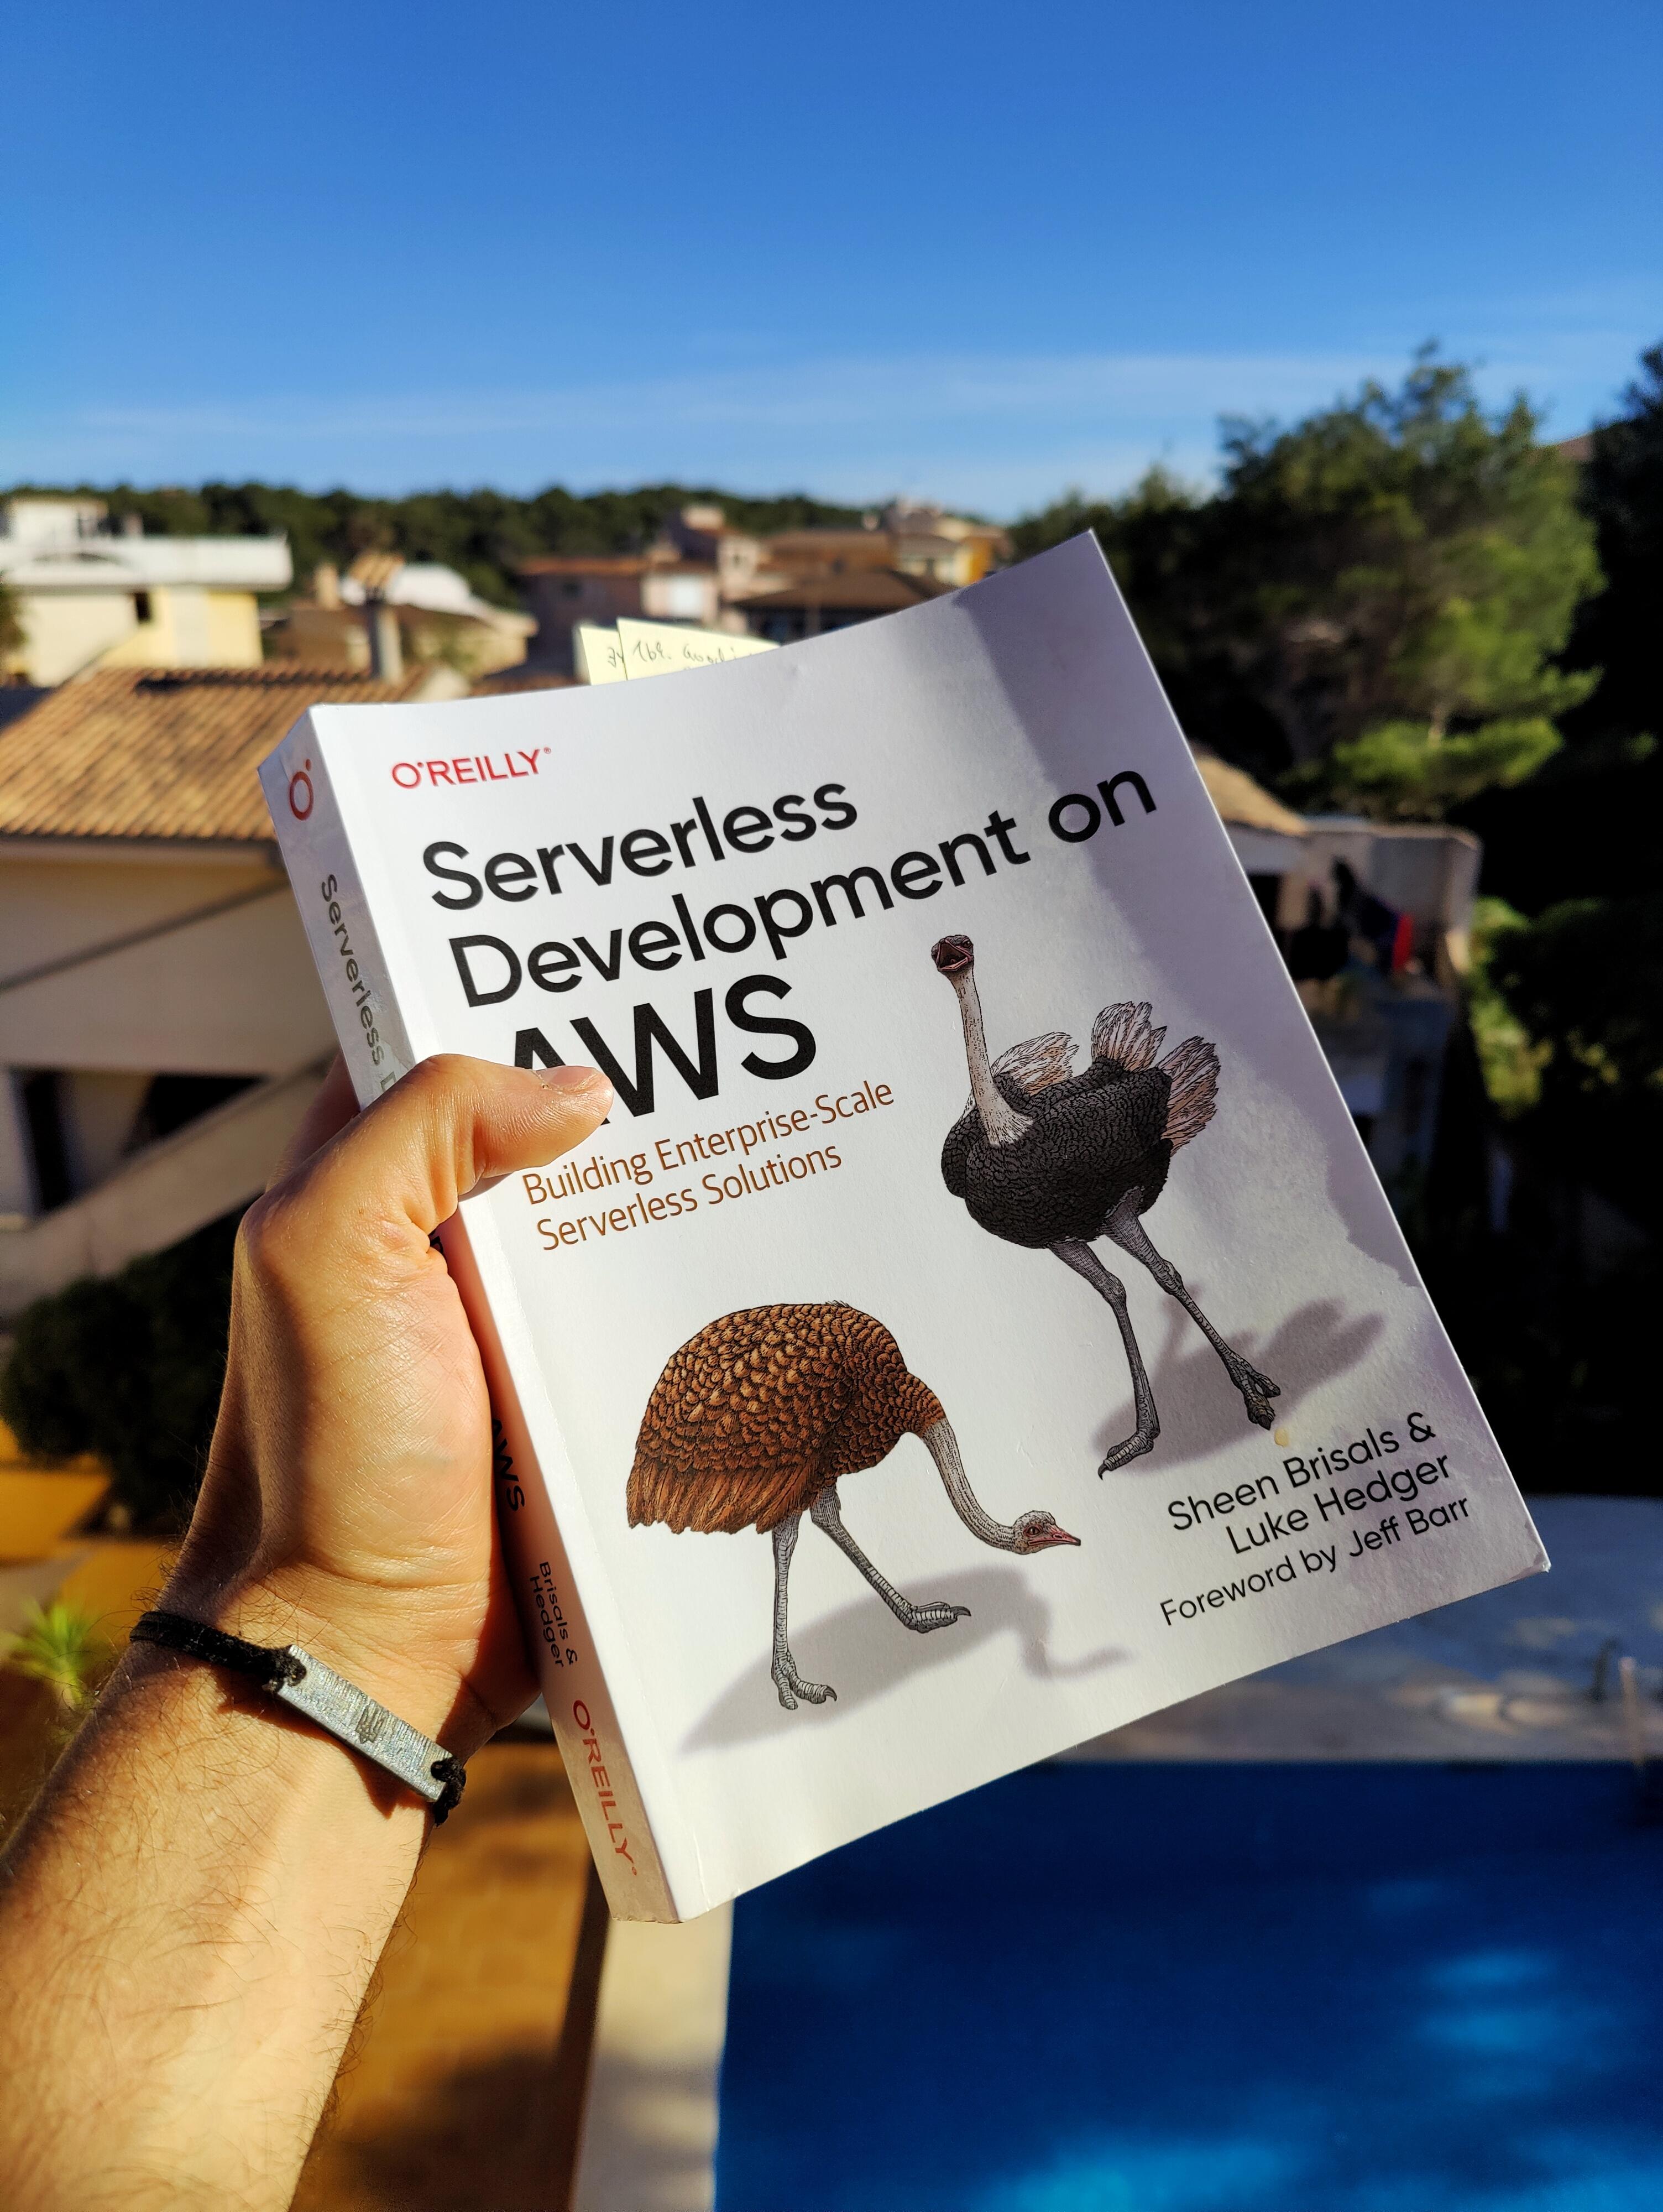 O'REILLY®
Serverless
Development on
AWS
Building Enterprise-Scale
Serverless Solutions
Sheen Brisals &
Luke Hedger
Foreword by Jeff Barr
Serverless
AWS
Brisals &
Hedger
O'REILLY®